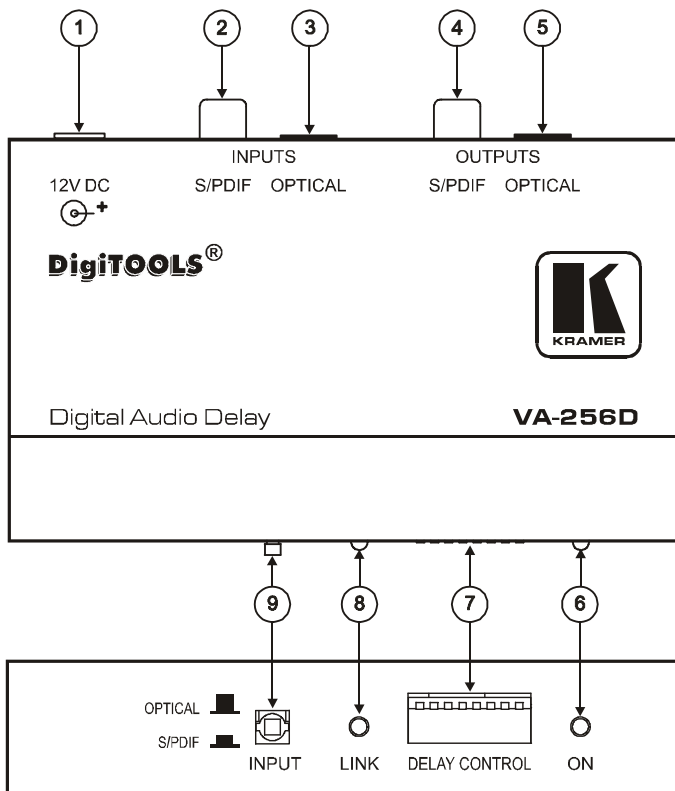 1 2 3 4 5
INPUTS OUTPUTS
12V DC S/PDIF OPTICAL S/PDIF OPTICAL
+
DigiTOOLS®
K
KRAMER
Digital Audio Delay VA-256D
9 8 7 6
OPTICAL
S/PDIF
INPUT LINK DELAY CONTROL ON